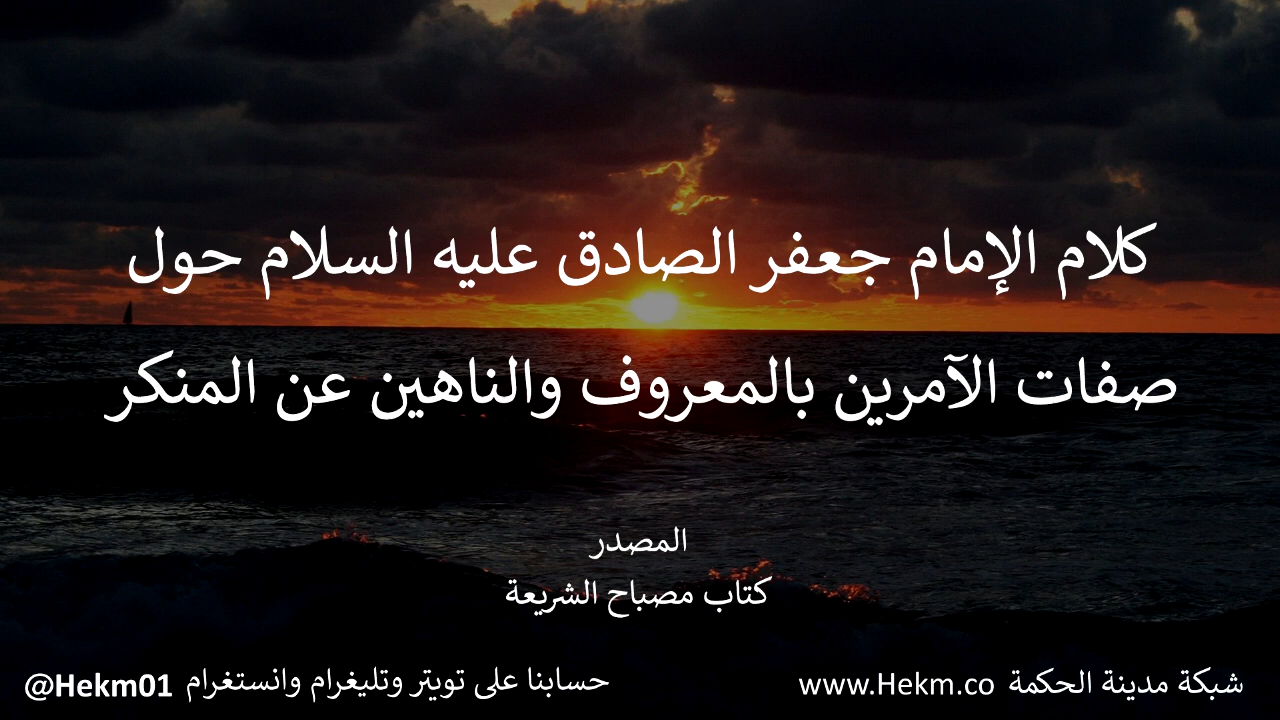 كلام الإمام جعفر الصادق عليه السلام حول
صفات الآمرين بالمعروف والناهين عن المنكر
المصدر
كتاب مصباح الشريعة
شبكة مدينة الحكمة www.Hekm.co
حسابنا على تويتر وتليغرام وانستغرام @Hekm01